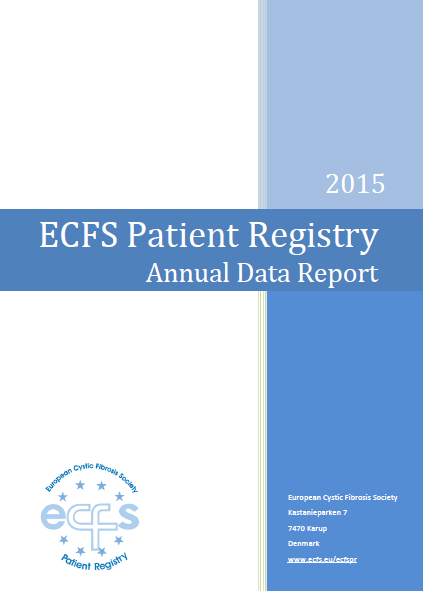 2015
ECFS Patient Registry
Annual Data Report
European Cystic Fibrosis Society
ecfs
Patient Registry
European Cystic Fibrosis Society
Kastanieparken 7
7470 Karup
Denmark
www.ecfs.eu/ecfspr